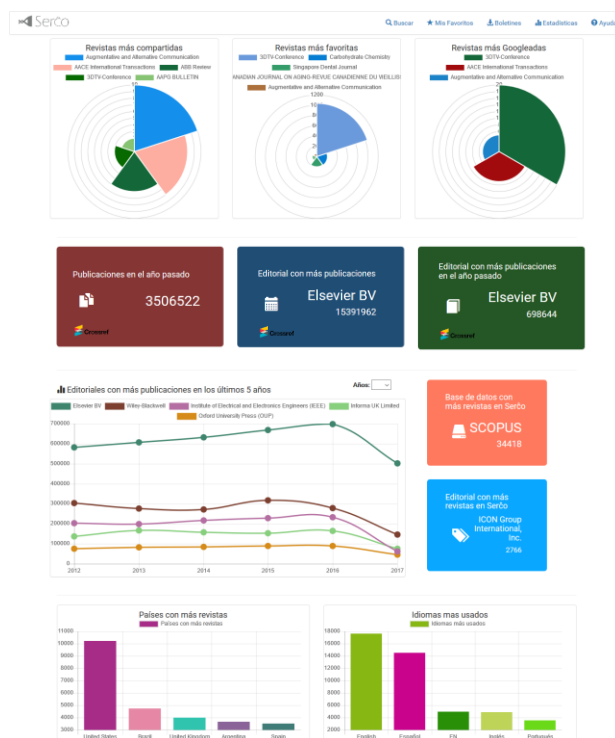 Serĉo
Buscar Mis Favoritos Boletines Estadísticas Ayuda
Revistas más compartidas
Augmentative and Alternative Communication
AACE International Transactions ABB Review
3DTV-Conference AAPG BULLETIN
Revistas más favoritas
3DTV-Conference Carbohydrate Chemistry
Singapore Dental Journal
ANADIAN JOURNAL ON AGING-REVUE CANADIENNE DU VIEILLIS
Augmentative and Alternative Communication
1200
Revistas más Googleadas
3DTV-Conference
AACE International Transactions
Augmentative and Alternative Communication
Publicaciones en el año pasado
3506522
Crossref
Editorial con más publicaciones
Elsevier BV
15391962
Crossref
Editorial con más publicaciones
en el año pasado
Elsevier BV
698644
Crossref
Editoriales con más publicaciones en los últimos 5 años
Años:
Elsevier BV Wiley-Blackwell Institute of Electrical and Electronics Engineers (IEEE) Informa UK Limited
Oxford University Press (OUP)
700000
600000
500000
400000
300000
200000
100000
0
2012 2013 2014 2015 2016 2017
Base de datos con
más revistas en Serĉo
SCOPUS
34418
Editorial con más
revistas en Serĉo
ICON Group
International,
Inc.
2766
Países con más revistas
Países con más revistas
11000
10000
9000
8000
7000
6000
5000
4000
3000
United States Brasil United Kingdom Argentina Spain
Idiomas mas usados
Idiomas más usados
18000
16000
14000
12000
10000
8000
6000
4000
2000
English Español EN Inglés Portugués